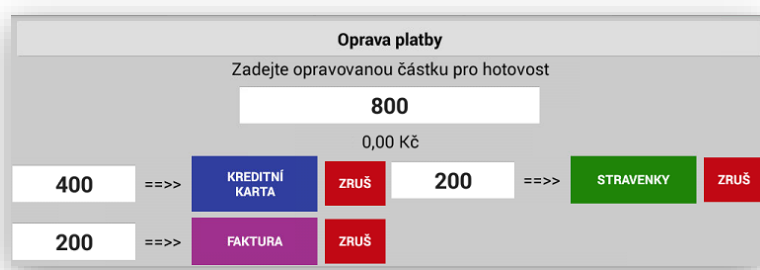 Oprava platby
Zadejte opravovanou částku pro hotovost
800
0,00 Kč
400 ==>> KREDITNÍ KARTA ZRUŠ 200 ==>> STRAVENKY ZRUŠ
200 ==>> FAKTURA ZRUŠ